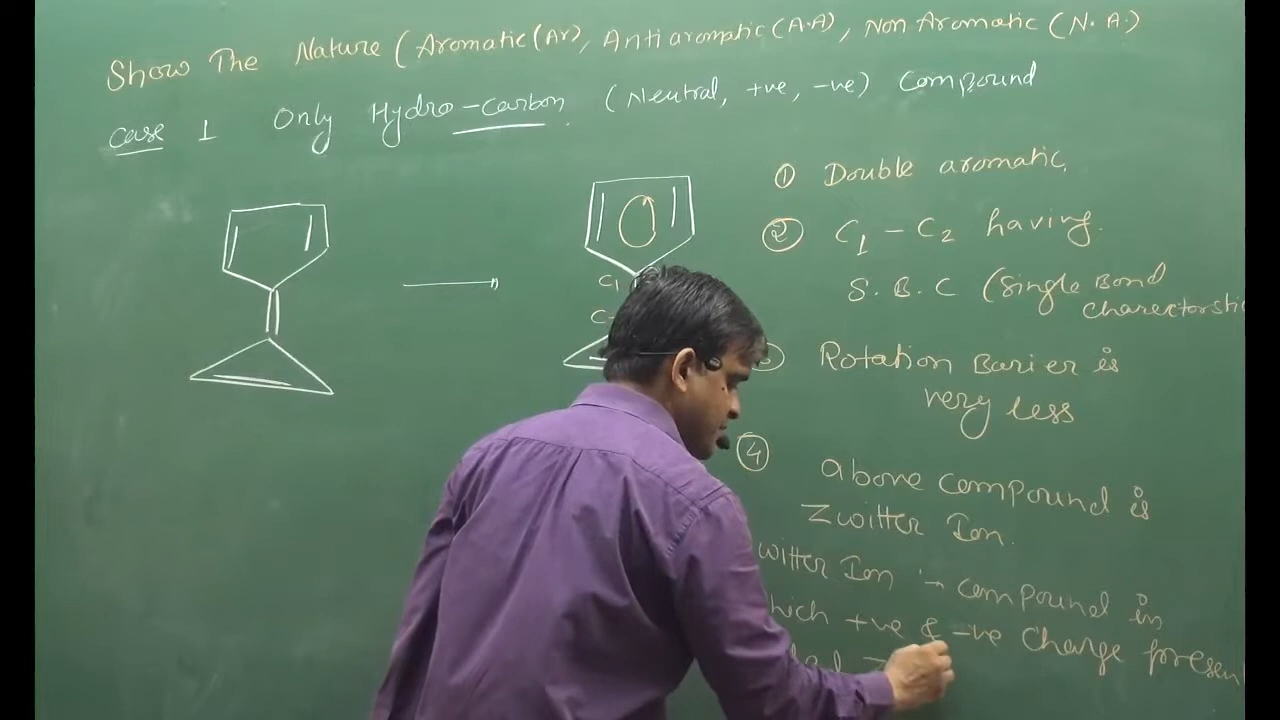 Show The Nature (Aromatic(Ar), Antiaromatic(A.A), Non Aromatic (N.A.)
Case 1 Only Hydro-carbon (Neutral, +ve, -ve) Compound
① Double aromatic.
② C1 - C2 having.
S.B.C (Single Bond
charectorstic
C1
C
Rotation Barier is
very less
④ above compound is
Zwitter Ion.
witter Ion :- compound in
hich +ve & -ve Charge presen